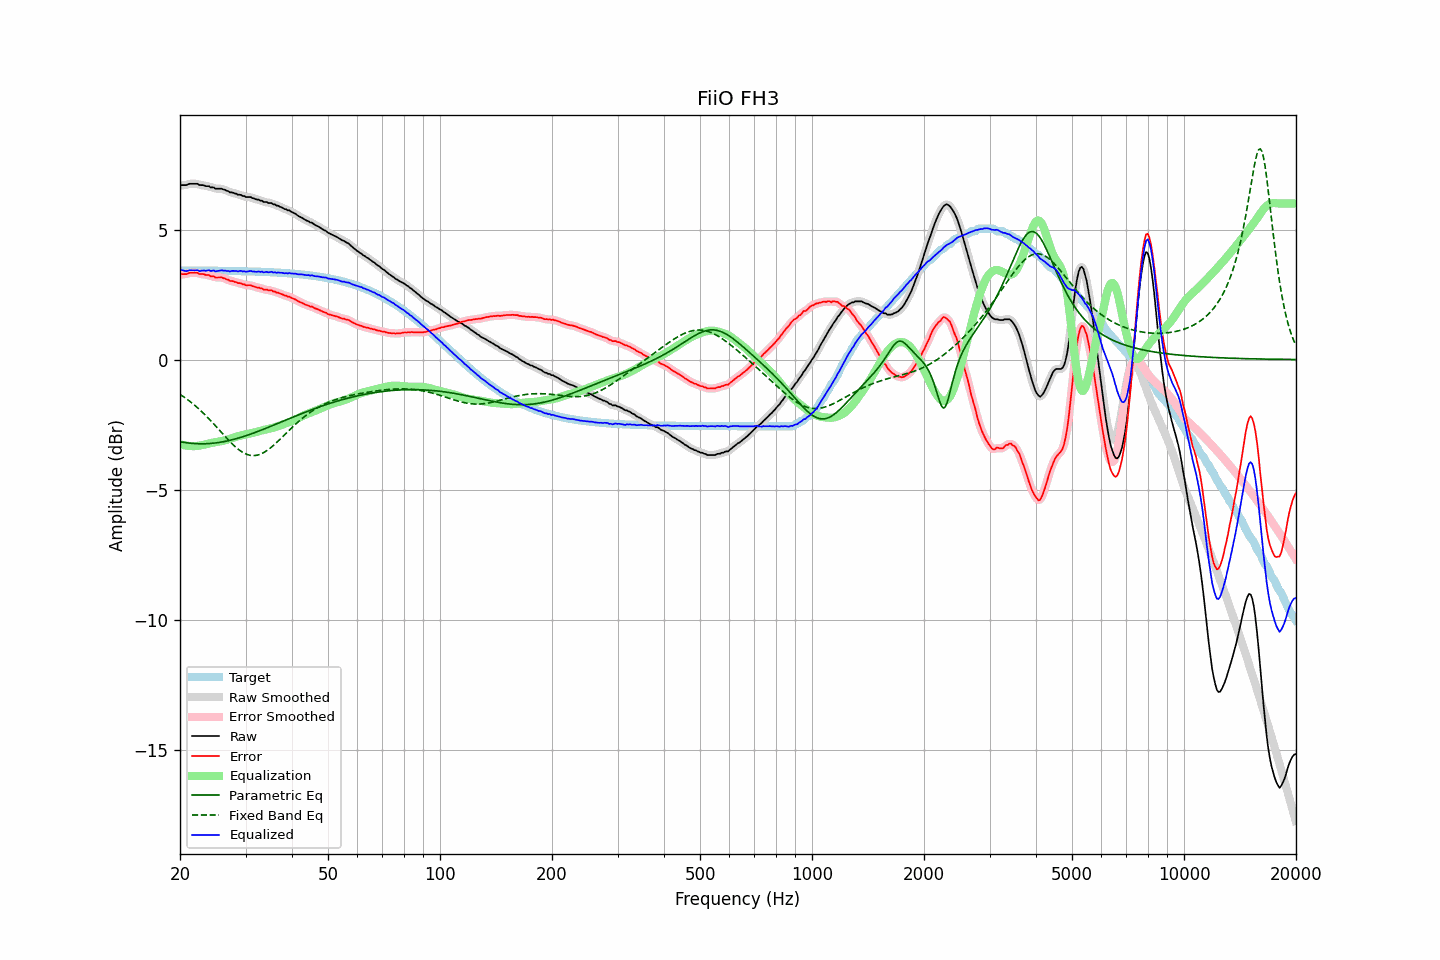 FiiO FH3
Amplitude (dBr)
5
0
−5
−10
−15
Target
Raw Smoothed
Error Smoothed
Raw
Error
Equalization
Parametric Eq
Fixed Band Eq
Equalized
20 50 100 200 500 1000 2000 5000 10000 20000
Frequency (Hz)